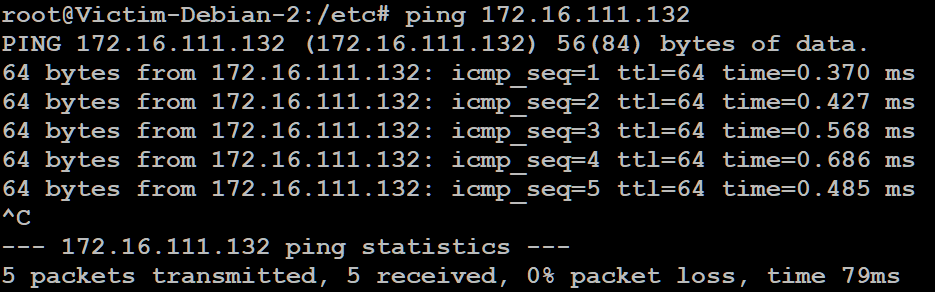 root@Victim-Debian-2:/etc# ping 172.16.111.132
PING 172.16.111.132 (172.16.111.132) 56(84) bytes of data.
64 bytes from 172.16.111.132: icmp_seq=1 ttl=64 time=0.370 ms
64 bytes from 172.16.111.132: icmp_seq=2 ttl=64 time=0.427 ms
64 bytes from 172.16.111.132: icmp_seq=3 ttl=64 time=0.568 ms
64 bytes from 172.16.111.132: icmp_seq=4 ttl=64 time=0.686 ms
64 bytes from 172.16.111.132: icmp_seq=5 ttl=64 time=0.485 ms
^C
--- 172.16.111.132 ping statistics ---
5 packets transmitted, 5 received, 0% packet loss, time 79ms